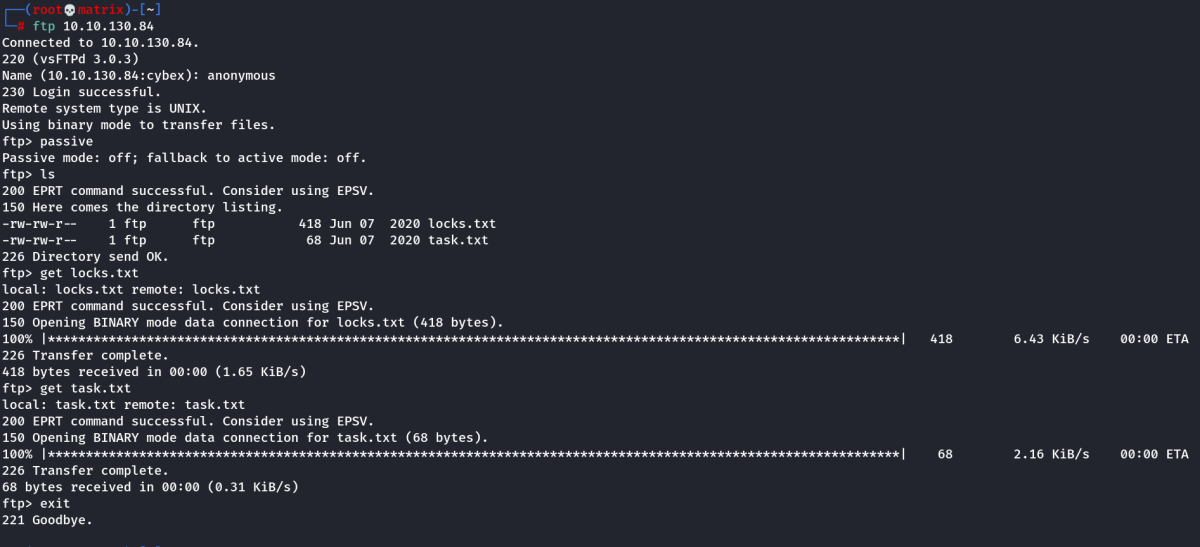 ┌──(root💀matrix)-[~]
└─# ftp 10.10.130.84
Connected to 10.10.130.84.
220 (vsFTPd 3.0.3)
Name (10.10.130.84:cybex): anonymous
230 Login successful.
Remote system type is UNIX.
Using binary mode to transfer files.
ftp> passive
Passive mode: off; fallback to active mode: off.
ftp> ls
200 EPRT command successful. Consider using EPSV.
150 Here comes the directory listing.
-rw-rw-r--    1 ftp      ftp           418 Jun 07  2020 locks.txt
-rw-rw-r--    1 ftp      ftp            68 Jun 07  2020 task.txt
226 Directory send OK.
ftp> get locks.txt
local: locks.txt remote: locks.txt
200 EPRT command successful. Consider using EPSV.
150 Opening BINARY mode data connection for locks.txt (418 bytes).
100% |****************************************************************************************************************|   418        6.43 KiB/s    00:00 ETA
226 Transfer complete.
418 bytes received in 00:00 (1.65 KiB/s)
ftp> get task.txt
local: task.txt remote: task.txt
200 EPRT command successful. Consider using EPSV.
150 Opening BINARY mode data connection for task.txt (68 bytes).
100% |****************************************************************************************************************|    68        2.16 KiB/s    00:00 ETA
226 Transfer complete.
68 bytes received in 00:00 (0.31 KiB/s)
ftp> exit
221 Goodbye.